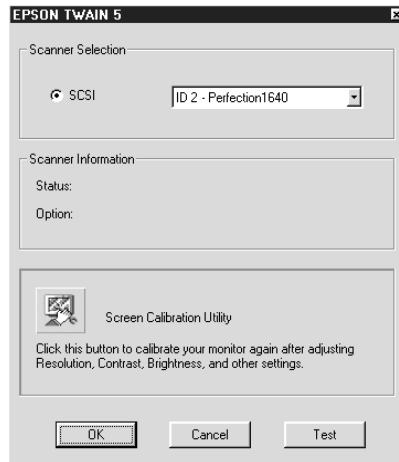 EPSON TWAIN 5
Scanner Selection
SCSI
ID 2 - Perfection1640
Scanner Information
Status:
Option:
Screen Calibration Utility
Click this button to calibrate your monitor again after adjusting
Resolution, Contrast, Brightness, and other settings.
OK Cancel Test